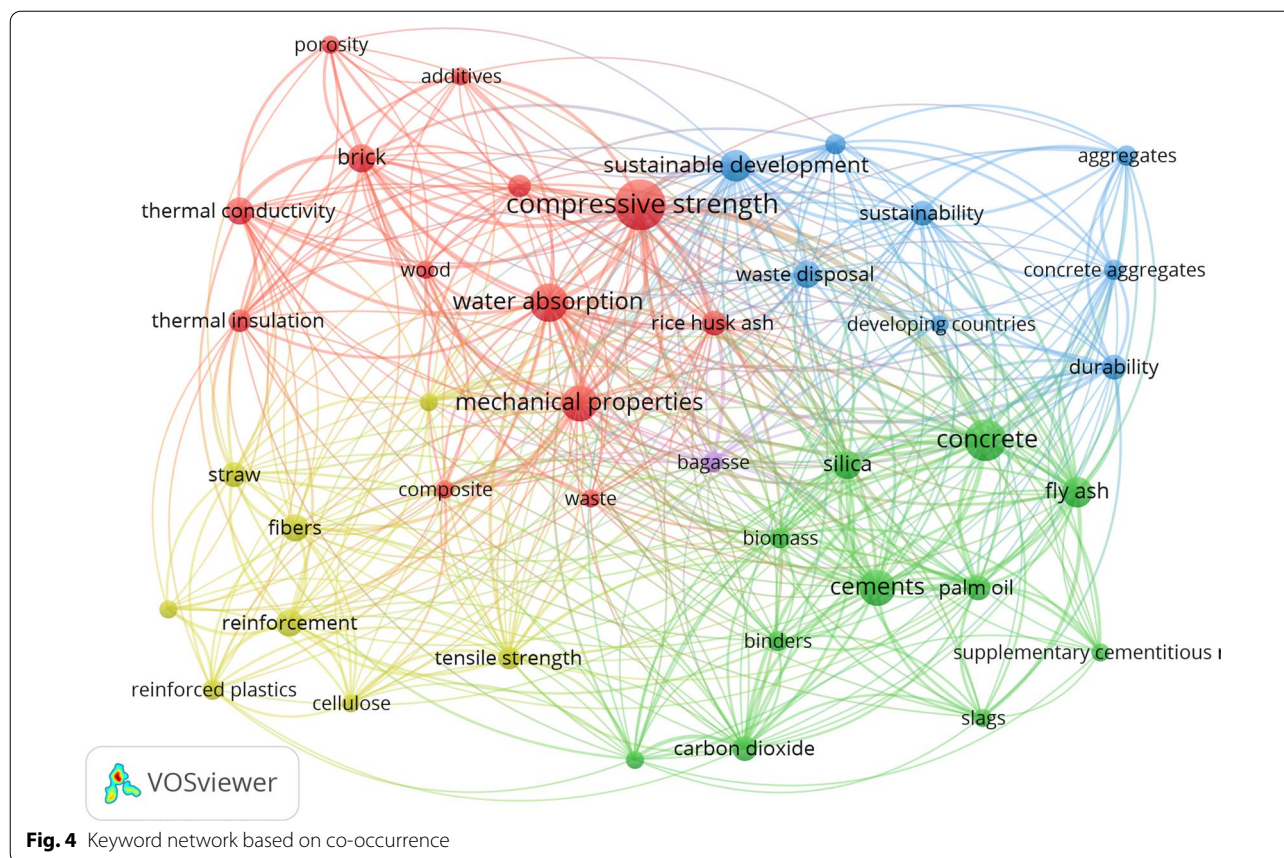 porosity
additives
brick
sustainable development
aggregates
thermal conductivity
compressive strength
sustainability
wood
waste disposal
concrete aggregates
water absorption
thermal insulation
rice husk ash
developing countries
durability
mechanical properties
concrete
straw
bagasse
silica
composite
waste
fly ash
fibers
biomass
cements
palm oil
reinforcement
binders
tensile strength
supplementary cementitious
reinforced plastics
cellulose
slags
carbon dioxide
VOSviewer
Fig. 4 Keyword network based on co-occurrence